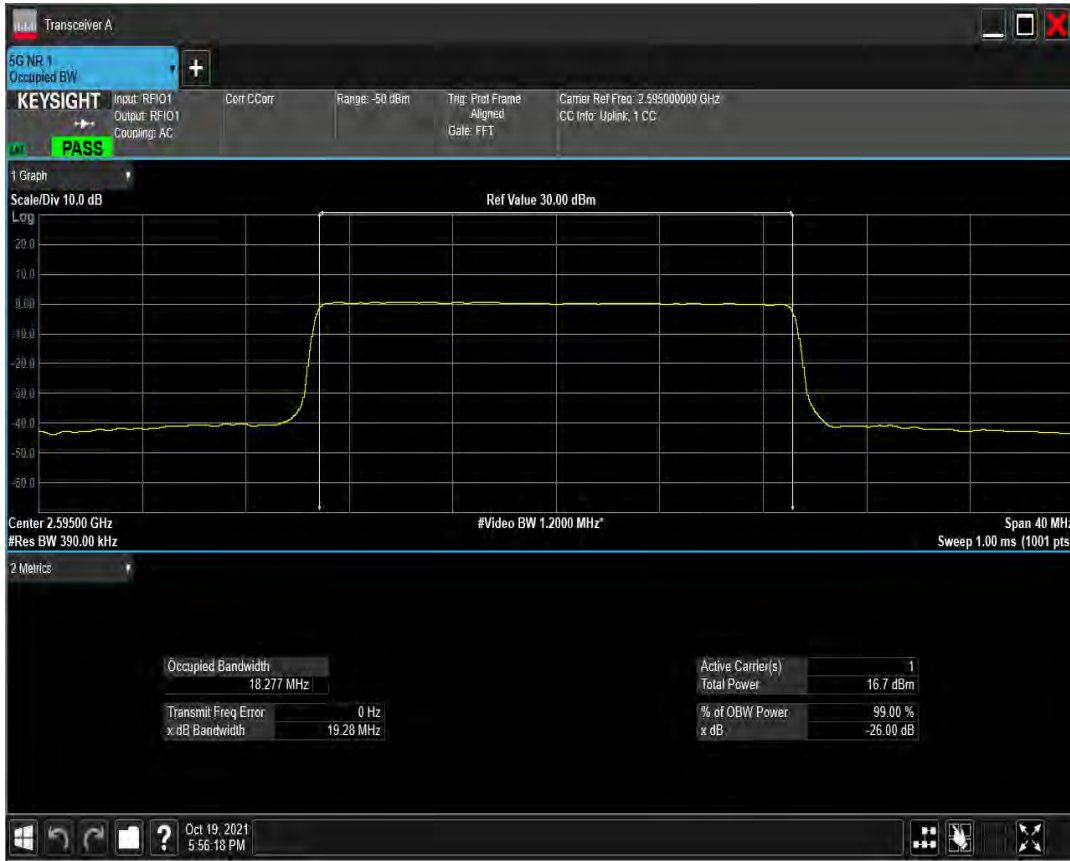 Transceiver A
5G NR 1
Occupied BW
+
KEYSIGHT
Input: RFIO1
Output: RFIO1
Coupling: AC
Corr CCorr
Range: -50 dBm
Trig: Prot Frame
Aligned
Gate: FFT
Carrier Ref Freq: 2.595000000 GHz
CC Info: Uplink, 1 CC
PASS
1 Graph
Scale/Div 10.0 dB
Ref Value 30.00 dBm
Log
20.0
10.0
0.00
-10.0
-20.0
-30.0
-40.0
-50.0
-60.0
Center 2.59500 GHz
#Video BW 1.2000 MHz*
Span 40 MHz
#Res BW 390.00 kHz
Sweep 1.00 ms (1001 pts
2 Metrics
Occupied Bandwidth
18.277 MHz
Transmit Freq Error 0 Hz
x dB Bandwidth 19.28 MHz
Active Carrier(s) 1
Total Power 16.7 dBm
% of OBW Power 99.00 %
x dB -26.00 dB
?
Oct 19, 2021
5:56:18 PM